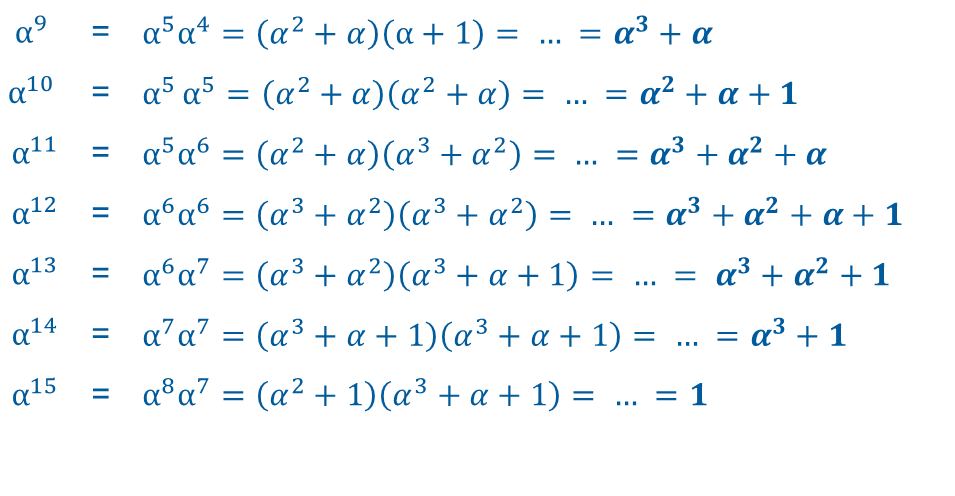 α⁹ = α⁵α⁴ = (α² + α)(α + 1) = … = α³ + α
α¹⁰ = α⁵ α⁵ = (α² + α)(α² + α) = … = α² + α + 1
α¹¹ = α⁵α⁶ = (α² + α)(α³ + α²) = … = α³ + α² + α
α¹² = α⁶α⁶ = (α³ + α²)(α³ + α²) = … = α³ + α² + α + 1
α¹³ = α⁶α⁷ = (α³ + α²)(α³ + α + 1) = … = α³ + α² + 1
α¹⁴ = α⁷α⁷ = (α³ + α + 1)(α³ + α + 1) = … = α³ + 1
α¹⁵ = α⁸α⁷ = (α² + 1)(α³ + α + 1) = … = 1